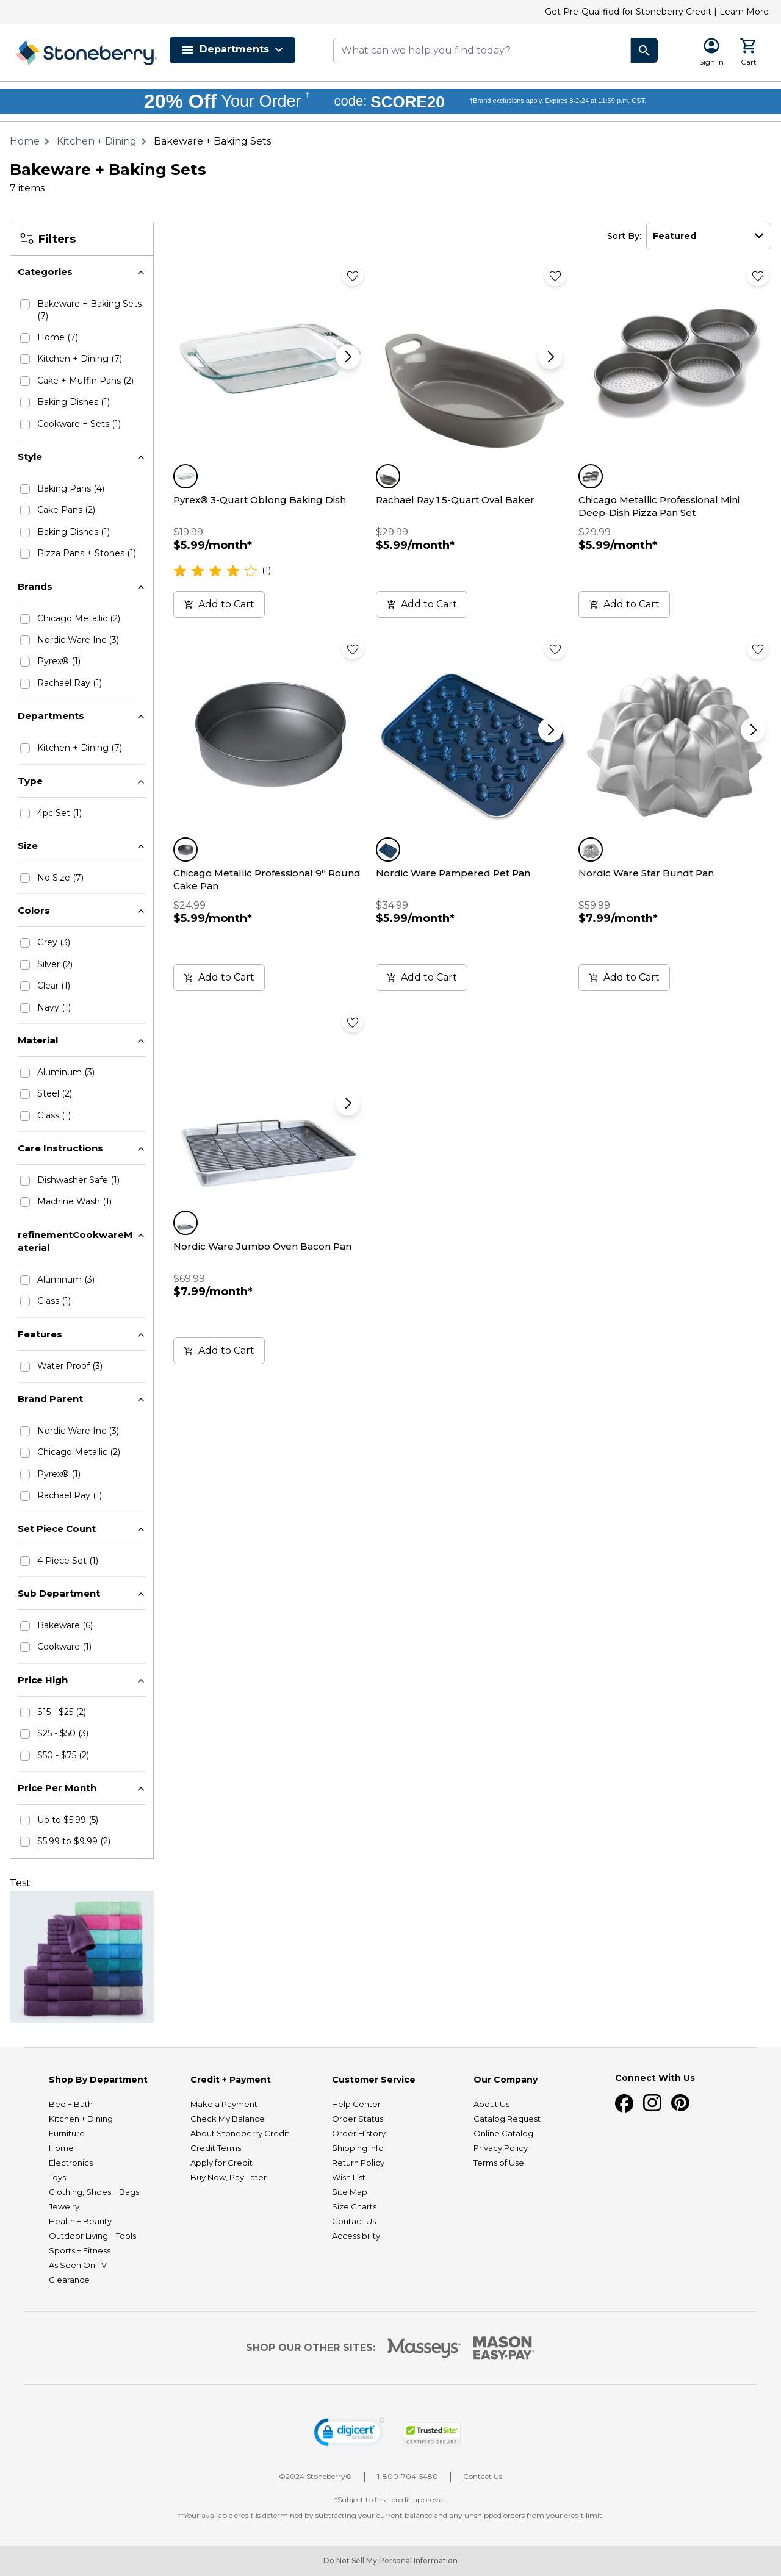 Get Pre-Qualified for Stoneberry Credit | Learn More
Stoneberry.
Departments
What can we help you find today?
Sign In
Cart
20% Off Your Order † code: SCORE20 †Brand exclusions apply. Expires 8-2-24 at 11:59 p.m. CST.
Home > Kitchen + Dining > Bakeware + Baking Sets
Bakeware + Baking Sets
7 items
Filters
Categories
Bakeware + Baking Sets
(7)
Home (7)
Kitchen + Dining (7)
Cake + Muffin Pans (2)
Baking Dishes (1)
Cookware + Sets (1)
Style
Baking Pans (4)
Cake Pans (2)
Baking Dishes (1)
Pizza Pans + Stones (1)
Brands
Chicago Metallic (2)
Nordic Ware Inc (3)
Pyrex® (1)
Rachael Ray (1)
Departments
Kitchen + Dining (7)
Type
4pc Set (1)
Size
No Size (7)
Colors
Grey (3)
Silver (2)
Clear (1)
Navy (1)
Material
Aluminum (3)
Steel (2)
Glass (1)
Care Instructions
Dishwasher Safe (1)
Machine Wash (1)
refinementCookwareM
aterial
Aluminum (3)
Glass (1)
Features
Water Proof (3)
Brand Parent
Nordic Ware Inc (3)
Chicago Metallic (2)
Pyrex® (1)
Rachael Ray (1)
Set Piece Count
4 Piece Set (1)
Sub Department
Bakeware (6)
Cookware (1)
Price High
$15 - $25 (2)
$25 - $50 (3)
$50 - $75 (2)
Price Per Month
Up to $5.99 (5)
$5.99 to $9.99 (2)
Test
Sort By: Featured
Pyrex® 3-Quart Oblong Baking Dish
$19.99
$5.99/month*
(1)
Add to Cart
Rachael Ray 1.5-Quart Oval Baker
$29.99
$5.99/month*
Add to Cart
Chicago Metallic Professional Mini
Deep-Dish Pizza Pan Set
$29.99
$5.99/month*
Add to Cart
Chicago Metallic Professional 9" Round
Cake Pan
$24.99
$5.99/month*
Add to Cart
Nordic Ware Pampered Pet Pan
$34.99
$5.99/month*
Add to Cart
Nordic Ware Star Bundt Pan
$59.99
$7.99/month*
Add to Cart
Nordic Ware Jumbo Oven Bacon Pan
$69.99
$7.99/month*
Add to Cart
Shop By Department
Bed + Bath
Kitchen + Dining
Furniture
Home
Electronics
Toys
Clothing, Shoes + Bags
Jewelry
Health + Beauty
Outdoor Living + Tools
Sports + Fitness
As Seen On TV
Clearance
Credit + Payment
Make a Payment
Check My Balance
About Stoneberry Credit
Credit Terms
Apply for Credit
Buy Now, Pay Later
Customer Service
Help Center
Order Status
Order History
Shipping Info
Return Policy
Wish List
Site Map
Size Charts
Contact Us
Accessibility
Our Company
About Us
Catalog Request
Online Catalog
Privacy Policy
Terms of Use
Connect With Us
SHOP OUR OTHER SITES: Masseys MASON
EASY•PAY
digicert
SECURED
TrustedSite
CERTIFIED SECURE
©2024 Stoneberry® | 1-800-704-5480 | Contact Us
*Subject to final credit approval.
**Your available credit is determined by subtracting your current balance and any unshipped orders from your credit limit.
Do Not Sell My Personal Information